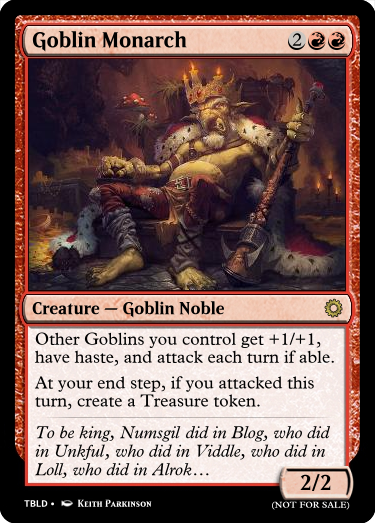 Goblin Monarch 2
Creature — Goblin Noble
Other Goblins you control get +1/+1,
have haste, and attack each turn if able.
At your end step, if you attacked this
turn, create a Treasure token.
To be king, Numsgil did in Blog, who did
in Unkful, who did in Viddle, who did in
Loll, who did in Alrok…
2/2
TBLD • Keith Parkinson
(NOT FOR SALE)